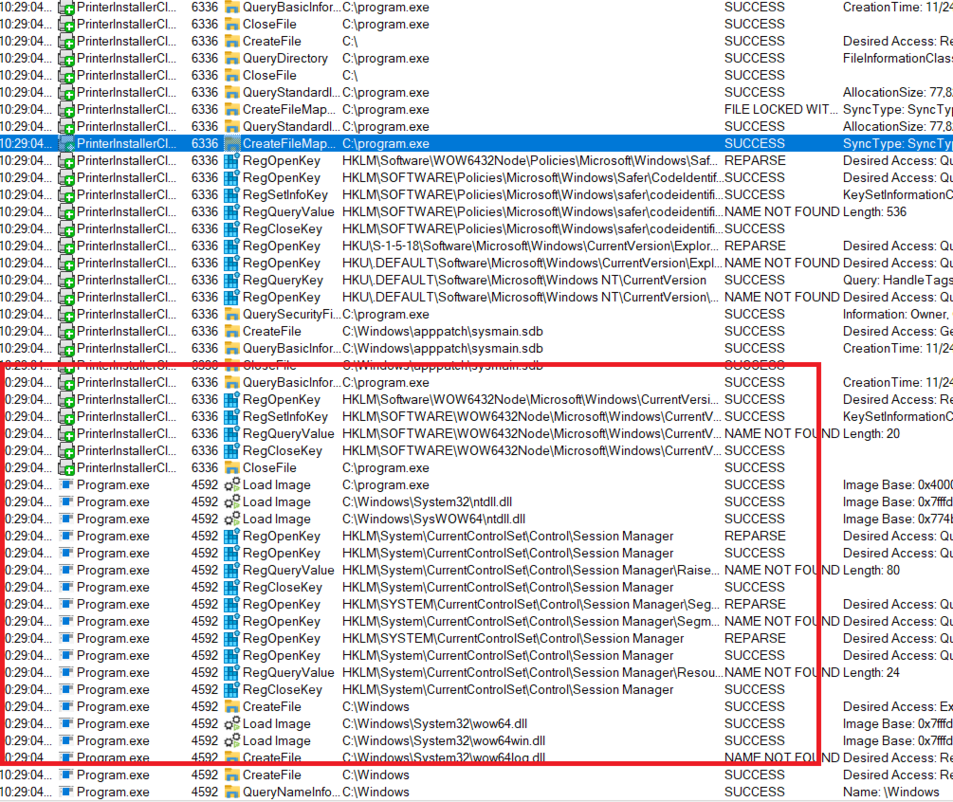 10:29:04... PrinterInstallerCl... 6336 QueryBasicInfor... C:\program.exe SUCCESS CreationTime: 11/24
10:29:04... PrinterInstallerCl... 6336 CloseFile C:\program.exe SUCCESS
10:29:04... PrinterInstallerCl... 6336 CreateFile C:\ SUCCESS Desired Access: Re
10:29:04... PrinterInstallerCl... 6336 QueryDirectory C:\program.exe SUCCESS FileInformationClass
10:29:04... PrinterInstallerCl... 6336 CloseFile C:\ SUCCESS
10:29:04... PrinterInstallerCl... 6336 QueryStandardI... C:\program.exe SUCCESS AllocationSize: 77,8
10:29:04... PrinterInstallerCl... 6336 CreateFileMap... C:\program.exe FILE LOCKED WIT... SyncType: SyncTyp
10:29:04... PrinterInstallerCl... 6336 QueryStandardI... C:\program.exe SUCCESS AllocationSize: 77,8
10:29:04... PrinterInstallerCl... 6336 CreateFileMap... C:\program.exe SUCCESS SyncType: SyncTyp
10:29:04... PrinterInstallerCl... 6336 RegOpenKey HKLM\Software\WOW6432Node\Policies\Microsoft\Windows\Saf... REPARSE Desired Access: Qu
10:29:04... PrinterInstallerCl... 6336 RegOpenKey HKLM\SOFTWARE\Policies\Microsoft\Windows\Safer\CodeIdentif... SUCCESS Desired Access: Qu
10:29:04... PrinterInstallerCl... 6336 RegSetInfoKey HKLM\SOFTWARE\Policies\Microsoft\Windows\safer\codeidentifi... SUCCESS KeySetInformationC
10:29:04... PrinterInstallerCl... 6336 RegQueryValue HKLM\SOFTWARE\Policies\Microsoft\Windows\safer\codeidentifi... NAME NOT FOUND Length: 536
10:29:04... PrinterInstallerCl... 6336 RegCloseKey HKLM\SOFTWARE\Policies\Microsoft\Windows\safer\codeidentifi... SUCCESS
10:29:04... PrinterInstallerCl... 6336 RegOpenKey HKU\S-1-5-18\Software\Microsoft\Windows\CurrentVersion\Explor... REPARSE Desired Access: Qu
10:29:04... PrinterInstallerCl... 6336 RegOpenKey HKU\.DEFAULT\Software\Microsoft\Windows\CurrentVersion\Expl... NAME NOT FOUND Desired Access: Qu
10:29:04... PrinterInstallerCl... 6336 RegQueryKey HKU\.DEFAULT\Software\Microsoft\Windows NT\CurrentVersion SUCCESS Query: HandleTags
10:29:04... PrinterInstallerCl... 6336 RegOpenKey HKU\.DEFAULT\Software\Microsoft\Windows NT\CurrentVersion\... NAME NOT FOUND Desired Access: Qu
10:29:04... PrinterInstallerCl... 6336 QuerySecurityFi... C:\program.exe SUCCESS Information: Owner,
10:29:04... PrinterInstallerCl... 6336 CreateFile C:\Windows\apppatch\sysmain.sdb SUCCESS Desired Access: Ge
10:29:04... PrinterInstallerCl... 6336 QueryBasicInfor... C:\Windows\apppatch\sysmain.sdb SUCCESS CreationTime: 11/24
10:29:04... PrinterInstallerCl... 6336 CloseFile C:\Windows\apppatch\sysmain.sdb SUCCESS
10:29:04... PrinterInstallerCl... 6336 QueryBasicInfor... C:\program.exe SUCCESS CreationTime: 11/24
10:29:04... PrinterInstallerCl... 6336 RegOpenKey HKLM\Software\WOW6432Node\Microsoft\Windows\CurrentVersi... SUCCESS Desired Access: Re
10:29:04... PrinterInstallerCl... 6336 RegSetInfoKey HKLM\SOFTWARE\WOW6432Node\Microsoft\Windows\CurrentV... SUCCESS KeySetInformationC
10:29:04... PrinterInstallerCl... 6336 RegQueryValue HKLM\SOFTWARE\WOW6432Node\Microsoft\Windows\CurrentV... NAME NOT FOUND Length: 20
10:29:04... PrinterInstallerCl... 6336 RegCloseKey HKLM\SOFTWARE\WOW6432Node\Microsoft\Windows\CurrentV... SUCCESS
10:29:04... PrinterInstallerCl... 6336 CloseFile C:\program.exe SUCCESS
10:29:04... Program.exe 4592 Load Image C:\program.exe SUCCESS Image Base: 0x4000
10:29:04... Program.exe 4592 Load Image C:\Windows\System32\ntdll.dll SUCCESS Image Base: 0x7fffd
10:29:04... Program.exe 4592 Load Image C:\Windows\SysWOW64\ntdll.dll SUCCESS Image Base: 0x774b
10:29:04... Program.exe 4592 RegOpenKey HKLM\System\CurrentControlSet\Control\Session Manager REPARSE Desired Access: Qu
10:29:04... Program.exe 4592 RegOpenKey HKLM\System\CurrentControlSet\Control\Session Manager SUCCESS Desired Access: Qu
10:29:04... Program.exe 4592 RegQueryValue HKLM\System\CurrentControlSet\Control\Session Manager\Raise... NAME NOT FOUND Length: 80
10:29:04... Program.exe 4592 RegCloseKey HKLM\System\CurrentControlSet\Control\Session Manager SUCCESS
10:29:04... Program.exe 4592 RegOpenKey HKLM\SYSTEM\CurrentControlSet\Control\Session Manager\Seg... REPARSE Desired Access: Qu
10:29:04... Program.exe 4592 RegOpenKey HKLM\System\CurrentControlSet\Control\Session Manager\Segm... NAME NOT FOUND Desired Access: Qu
10:29:04... Program.exe 4592 RegOpenKey HKLM\SYSTEM\CurrentControlSet\Control\Session Manager REPARSE Desired Access: Qu
10:29:04... Program.exe 4592 RegOpenKey HKLM\System\CurrentControlSet\Control\Session Manager SUCCESS Desired Access: Qu
10:29:04... Program.exe 4592 RegQueryValue HKLM\System\CurrentControlSet\Control\Session Manager\Resou... NAME NOT FOUND Length: 24
10:29:04... Program.exe 4592 RegCloseKey HKLM\System\CurrentControlSet\Control\Session Manager SUCCESS
10:29:04... Program.exe 4592 CreateFile C:\Windows SUCCESS Desired Access: Ex
10:29:04... Program.exe 4592 Load Image C:\Windows\System32\wow64.dll SUCCESS Image Base: 0x7fffd
10:29:04... Program.exe 4592 Load Image C:\Windows\System32\wow64win.dll SUCCESS Image Base: 0x7fffd
10:29:04... Program.exe 4592 CreateFile C:\Windows\System32\wow64log.dll NAME NOT FOUND Desired Access: Re
10:29:04... Program.exe 4592 CreateFile C:\Windows SUCCESS Desired Access: Re
10:29:04... Program.exe 4592 QueryNameInfo... C:\Windows SUCCESS Name: \Windows